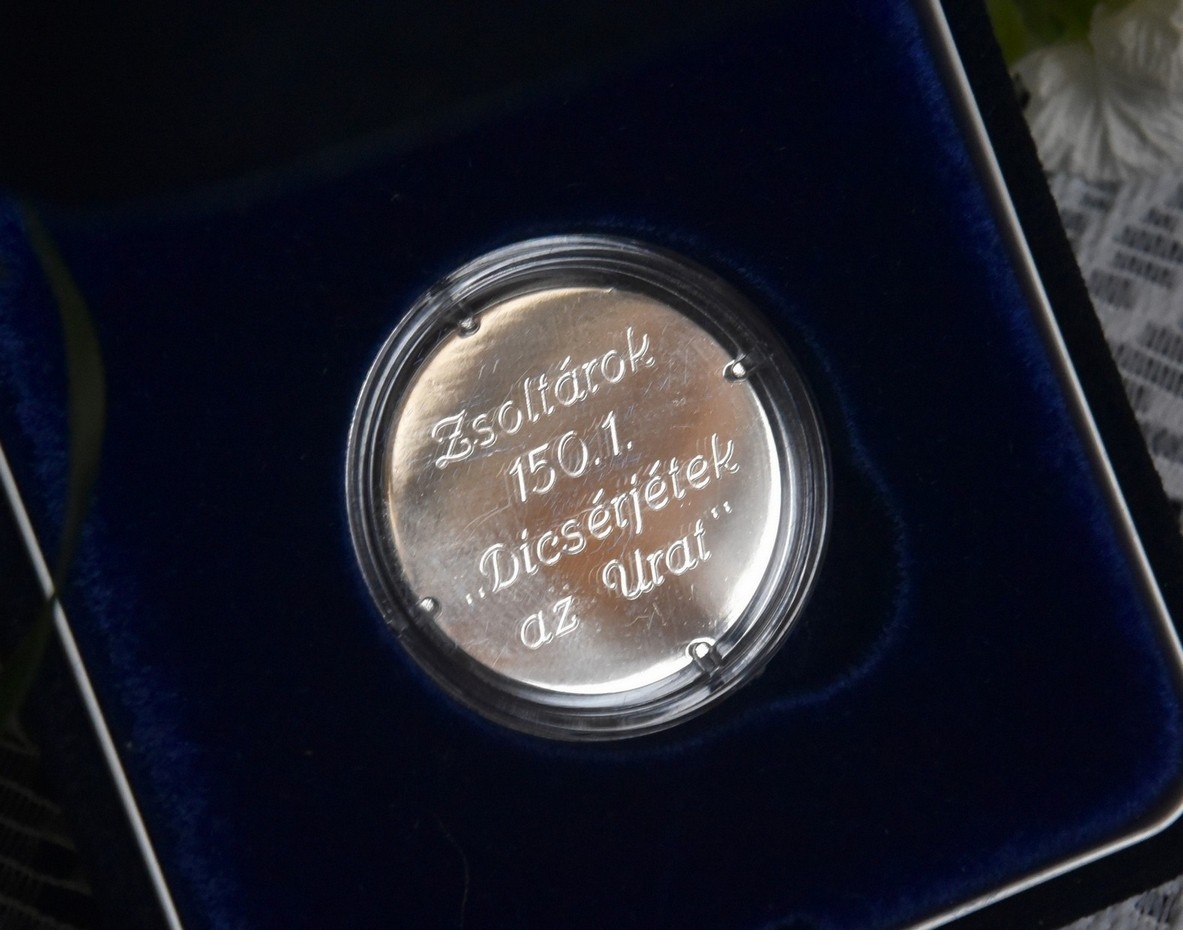 Zsoltárok
150.1.
„Dicsérjétek
az Urat"